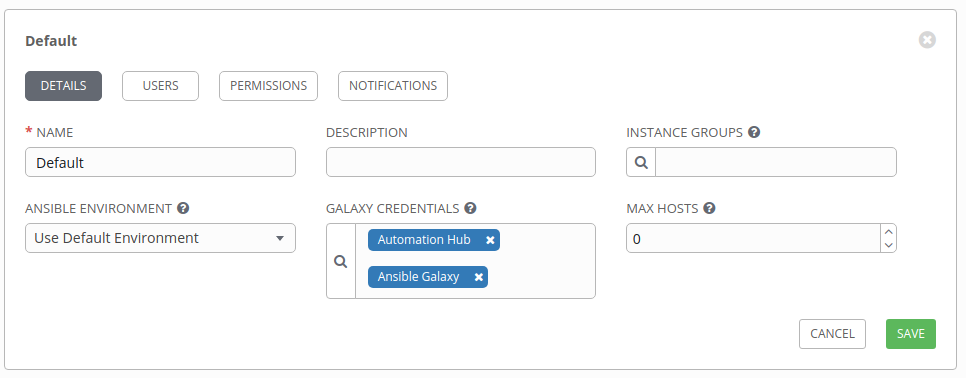 Default
DETAILS USERS PERMISSIONS NOTIFICATIONS
* NAME DESCRIPTION INSTANCE GROUPS ?
Default
ANSIBLE ENVIRONMENT ? GALAXY CREDENTIALS ? MAX HOSTS ?
Use Default Environment Automation Hub × 0
Ansible Galaxy ×
CANCEL SAVE